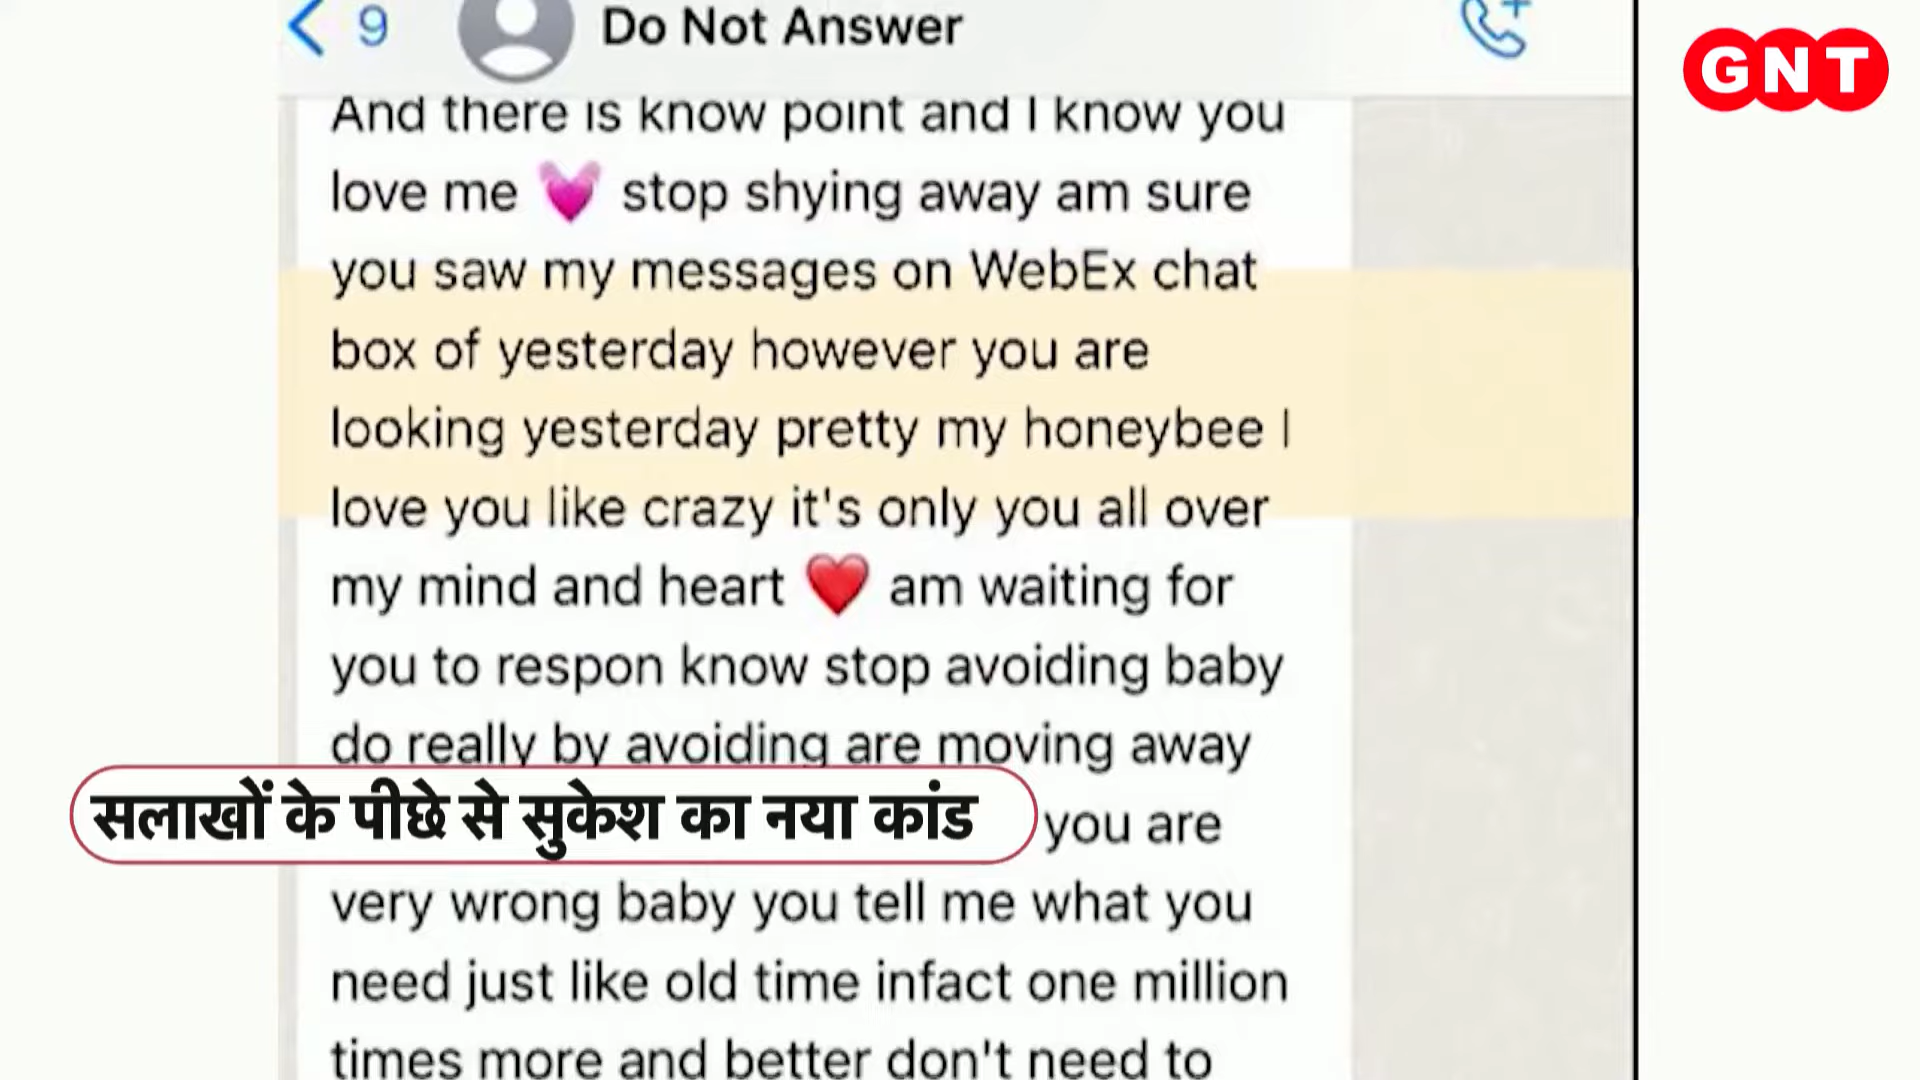 9
Do Not Answer
GNT
And there is know point and I know you
love me 💓 stop shying away am sure
you saw my messages on WebEx chat
box of yesterday however you are
looking yesterday pretty my honeybee I
love you like crazy it's only you all over
my mind and heart ❤️ am waiting for
you to respon know stop avoiding baby
do really by avoiding are moving away
you are
सलाखों के पीछे से सुकेश का नया कांड
very wrong baby you tell me what you
need just like old time infact one million
times more and better don't need to